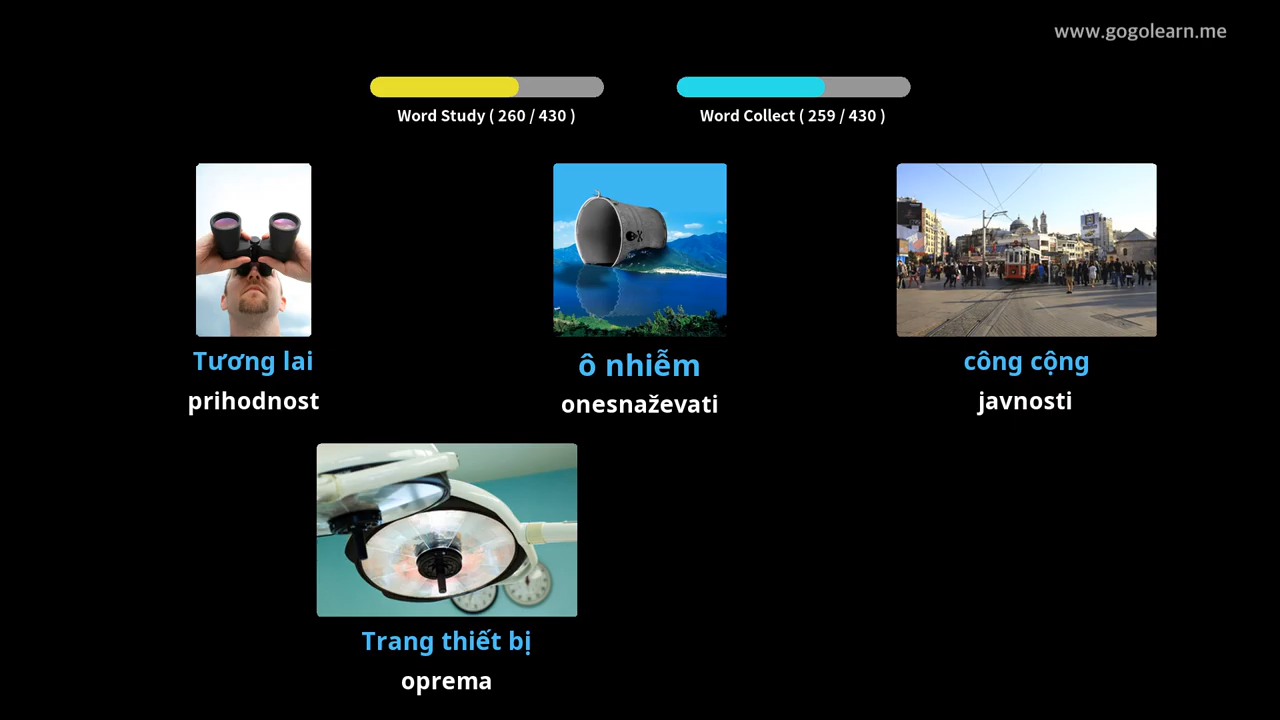 www.gogolearn.me
Word Study ( 260 / 430 )
Word Collect ( 259 / 430 )
Tương lai
prihodnost
ô nhiễm
onesnaževati
công cộng
javnosti
Trang thiết bị
oprema